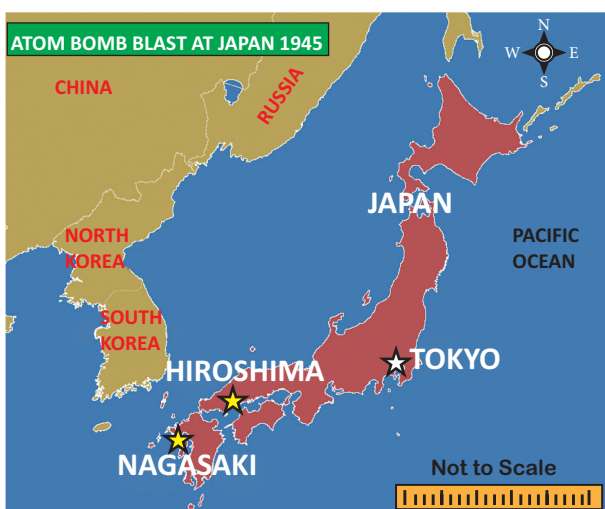 ATOM BOMB BLAST AT JAPAN 1945
N
W E
S
CHINA
RUSSIA
JAPAN
NORTH
KOREA
PACIFIC
OCEAN
SOUTH
KOREA
TOKYO
HIROSHIMA
NAGASAKI
Not to Scale